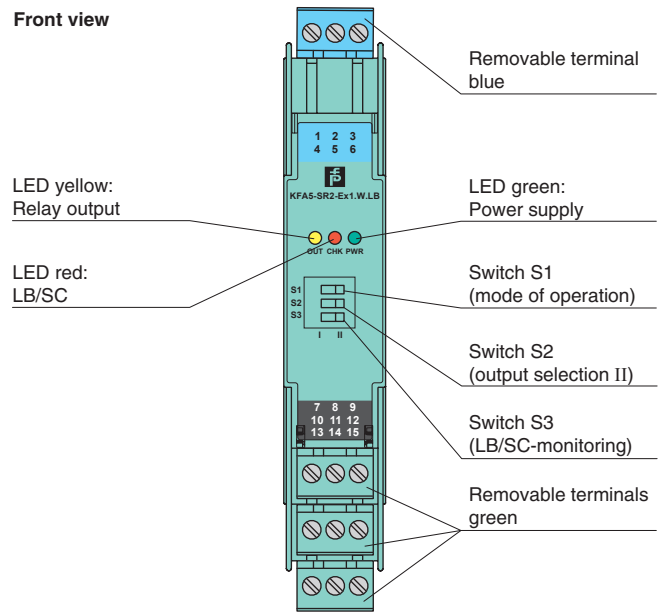 Front view
Removable terminal
blue
1 2 3
4 5 6
KFA5-SR2-Ex1.W.LB
LED yellow:
Relay output
LED green:
Power supply
OUT CHK PWR
LED red:
LB/SC
Switch S1
(mode of operation)
S1
S2
S3
I II
Switch S2
(output selection II)
Switch S3
(LB/SC-monitoring)
7 8 9
10 11 12
13 14 15
Removable terminals
green